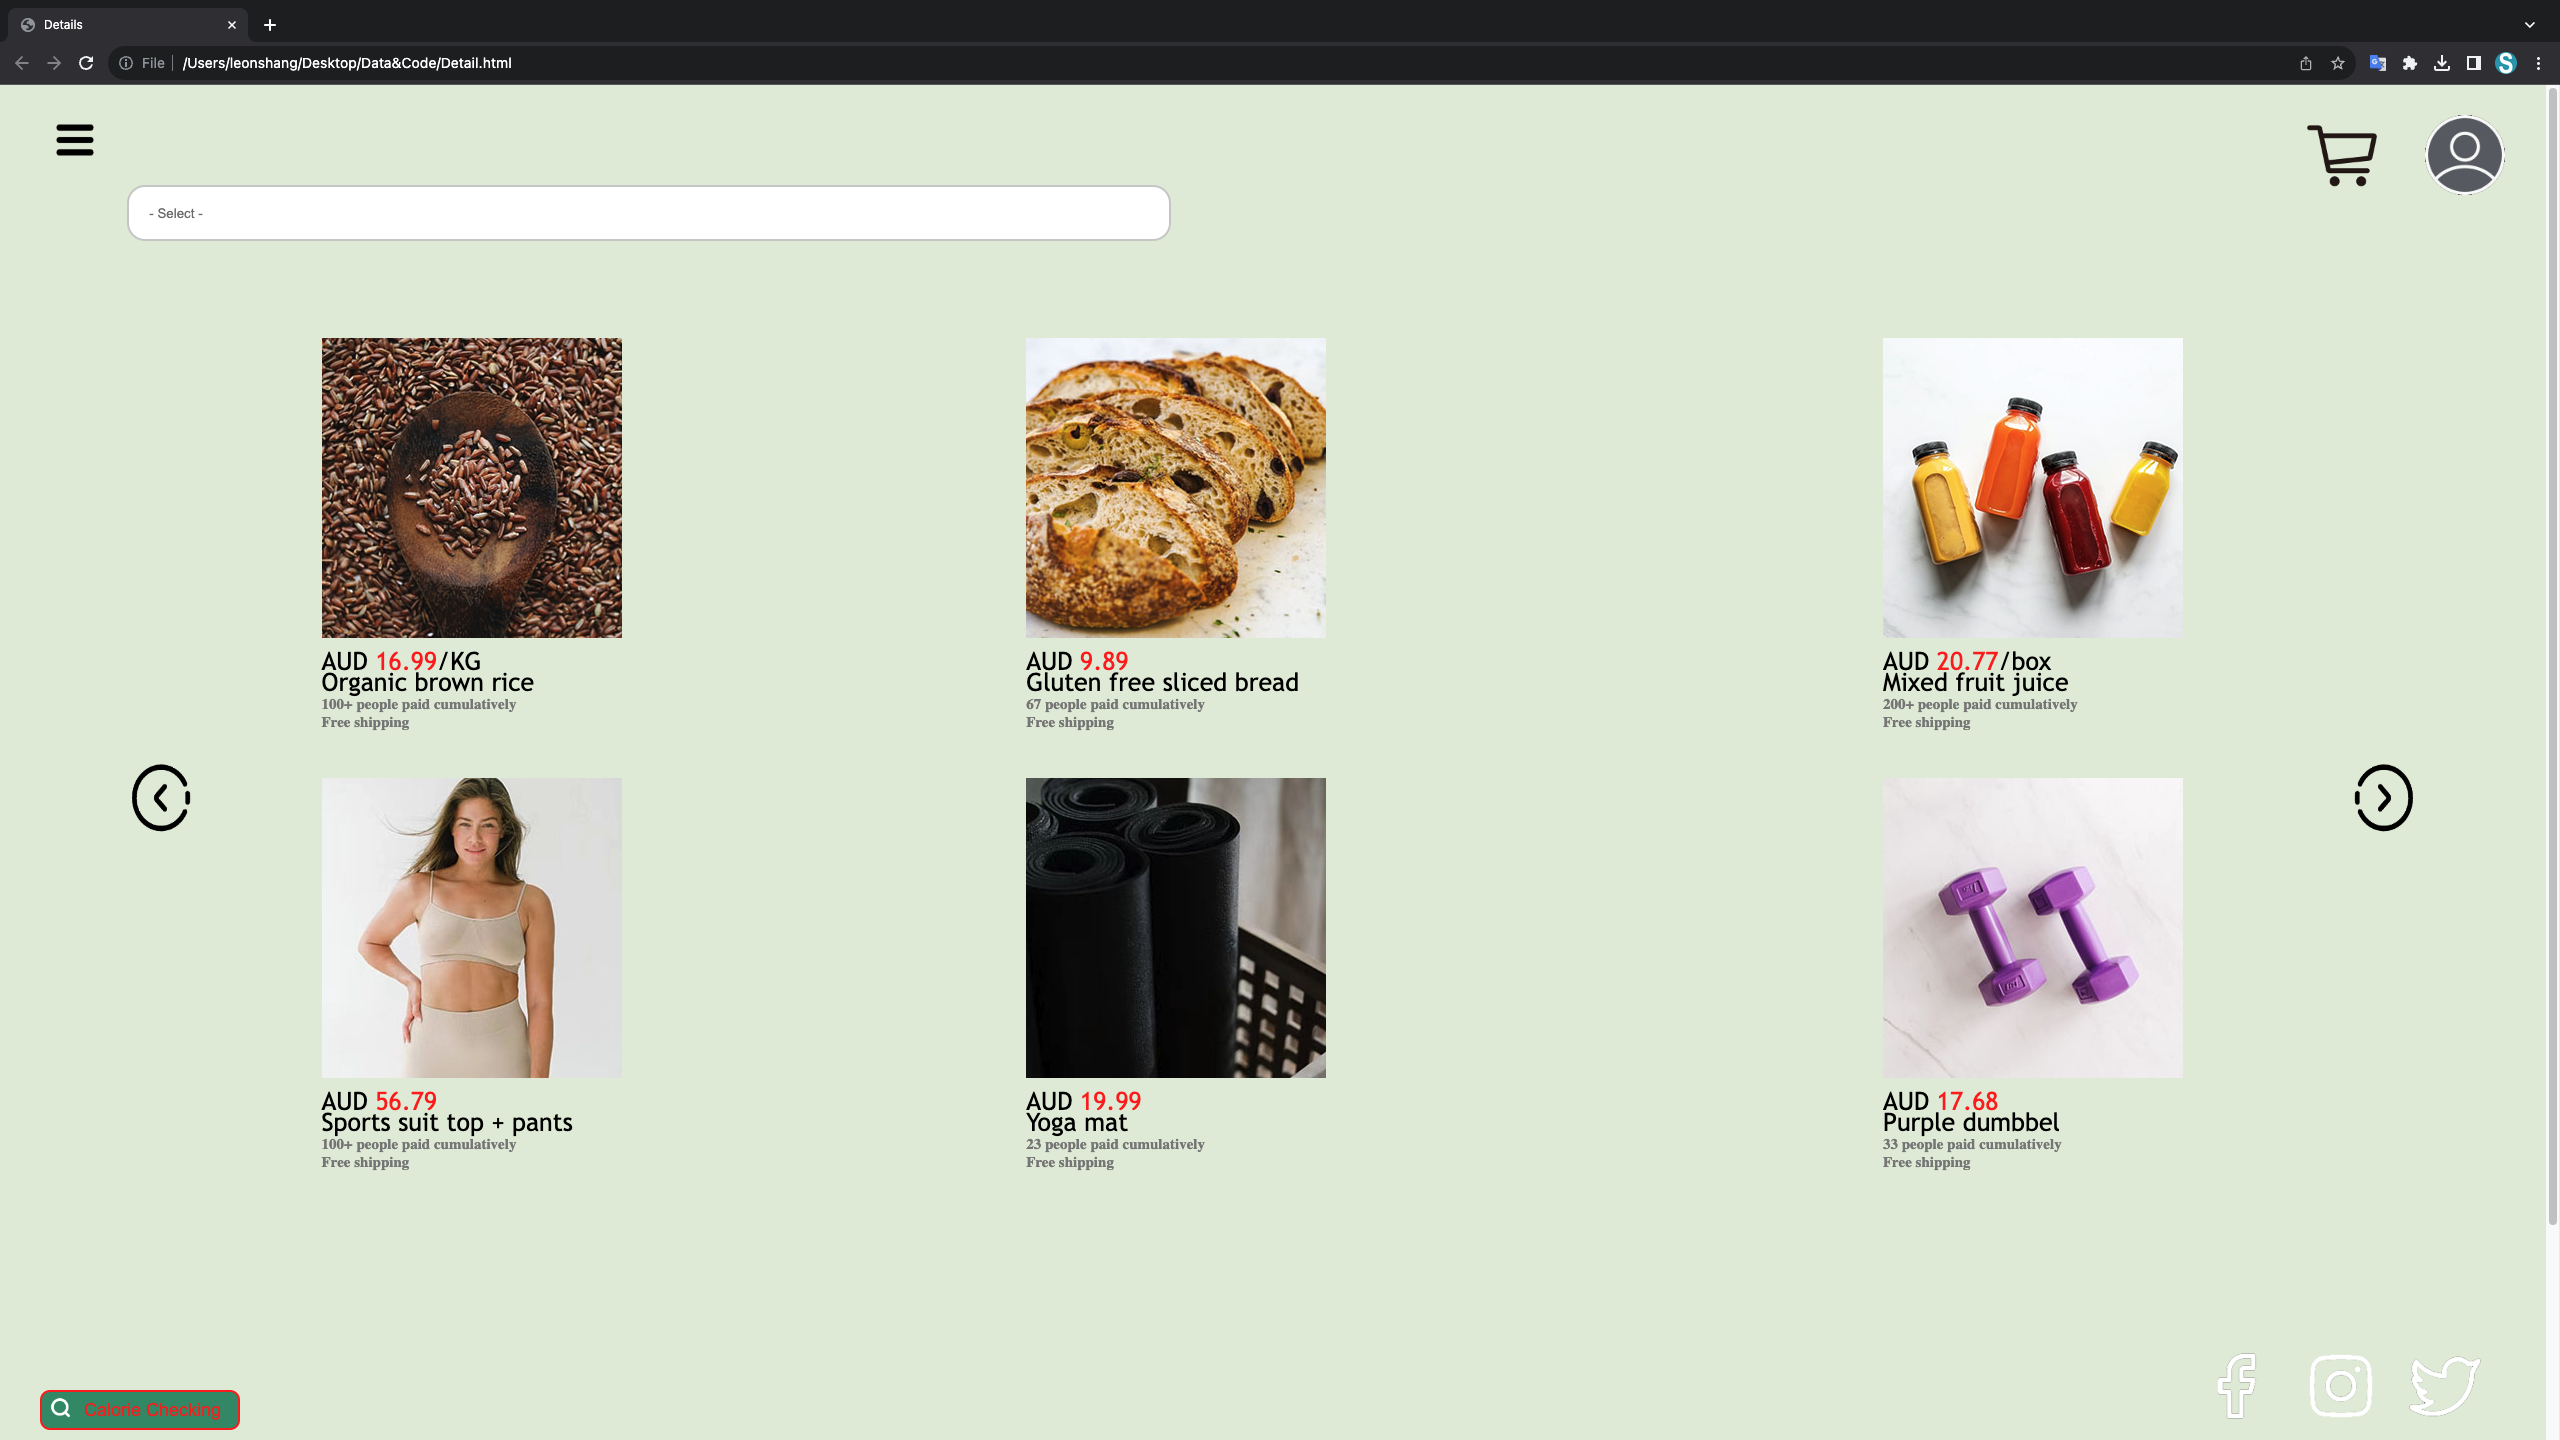 Details
File
/Users/leonshang/Desktop/Data&Code/Detail.html
- Select -
AUD 16.99/KG
Organic brown rice
100+ people paid cumulatively
Free shipping
AUD 9.89
Gluten free sliced bread
67 people paid cumulatively
Free shipping
AUD 20.77/box
Mixed fruit juice
200+ people paid cumulatively
Free shipping
AUD 56.79
Sports suit top + pants
100+ people paid cumulatively
Free shipping
AUD 19.99
Yoga mat
23 people paid cumulatively
Free shipping
AUD 17.68
Purple dumbbel
33 people paid cumulatively
Free shipping
Calorie Checking